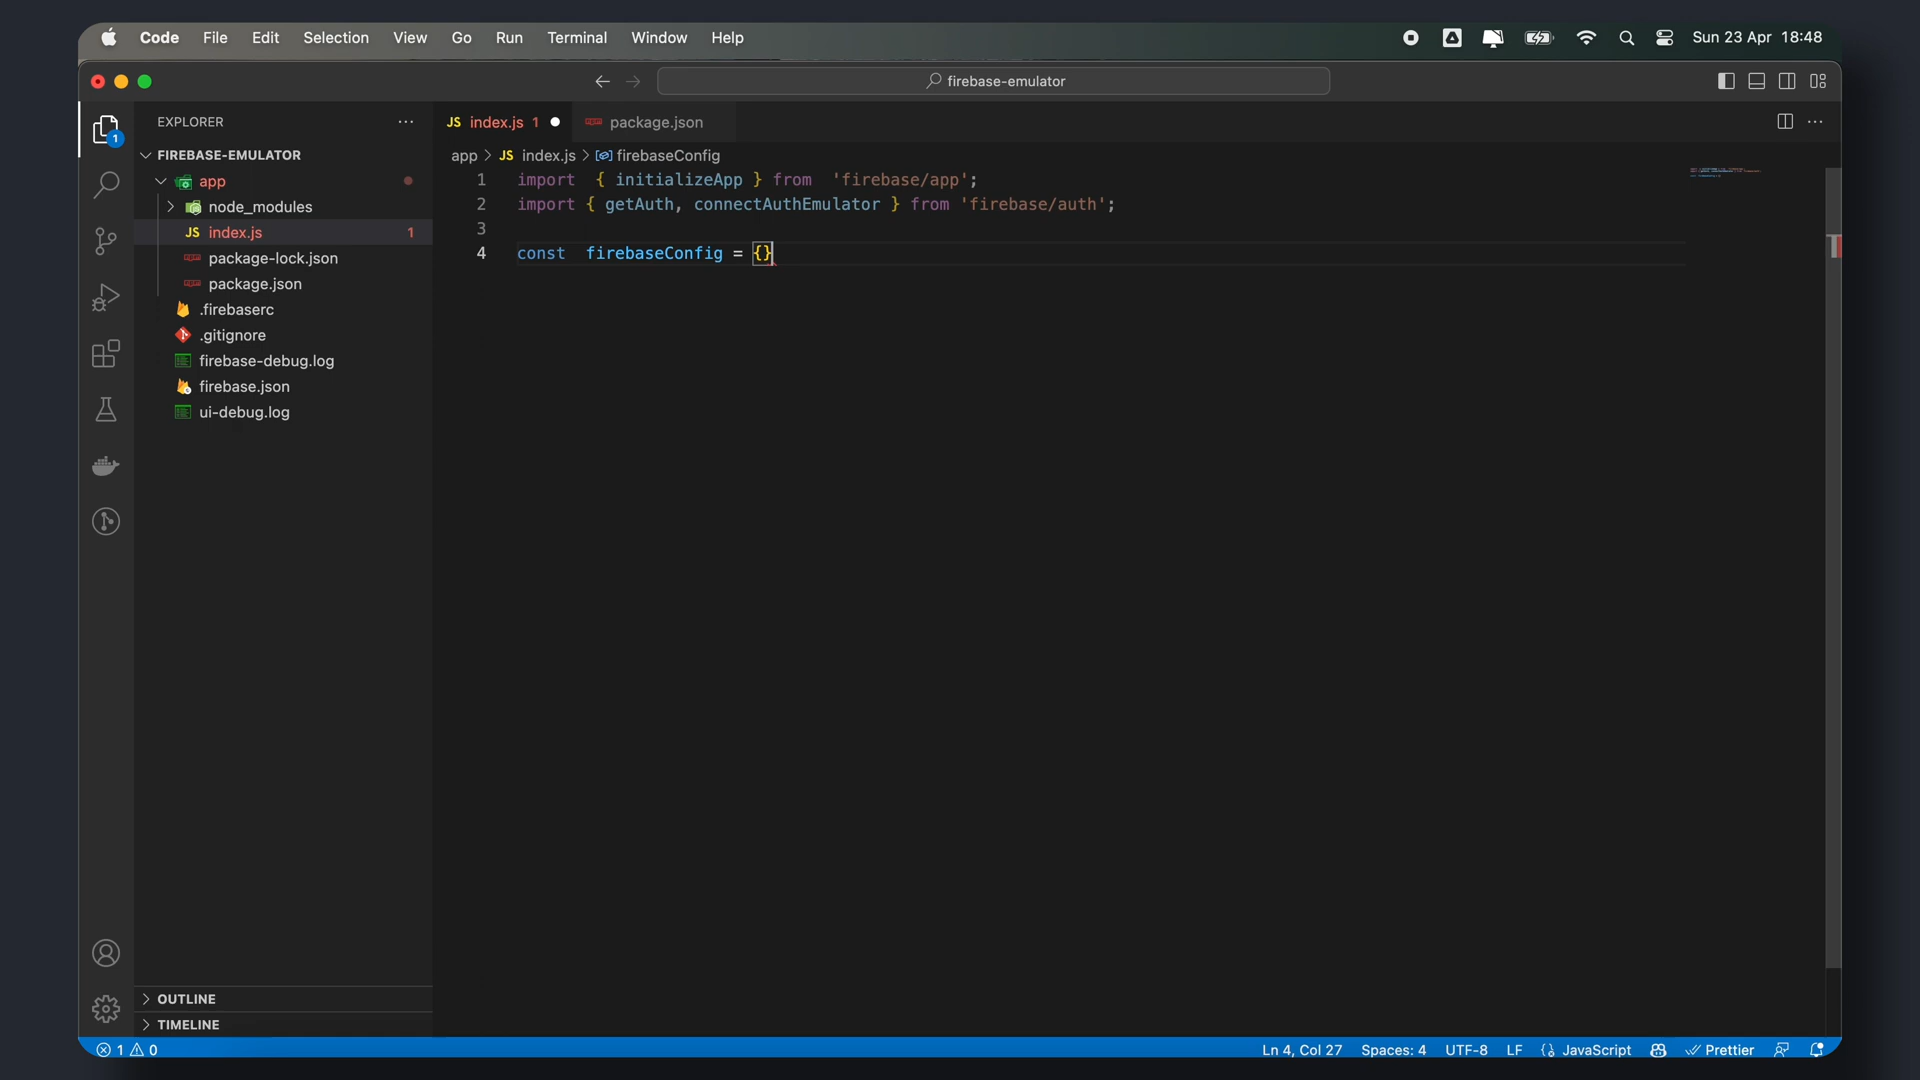 Code File Edit Selection View Go Run Terminal Window Help Sun 23 Apr 18:48
firebase-emulator
EXPLORER
JS index.js 1 package.json
FIREBASE-EMULATOR
app > JS index.js > firebaseConfig
1
app
node_modules
JS index.js 1
package-lock.json
package.json
.firebaserc
.gitignore
firebase-debug.log
firebase.json
ui-debug.log
1 import { initializeApp } from 'firebase/app';
2 import { getAuth, connectAuthEmulator } from 'firebase/auth';
3
4 const firebaseConfig = {}
OUTLINE
TIMELINE
1 0 Ln 4, Col 27 Spaces: 4 UTF-8 LF {} JavaScript Prettier